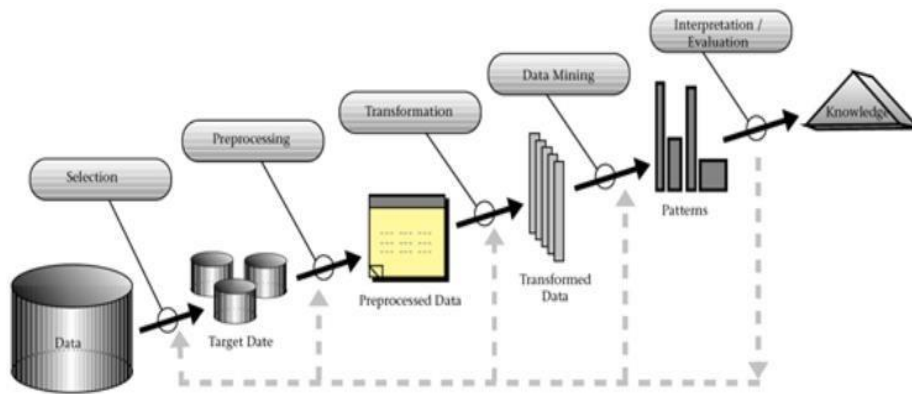 Interpretation /
Evaluation
Data Mining
Knowledge
Transformation
Preprocessing
Patterns
Selection
Transformed
Data
Preprocessed Data
Target Date
Data